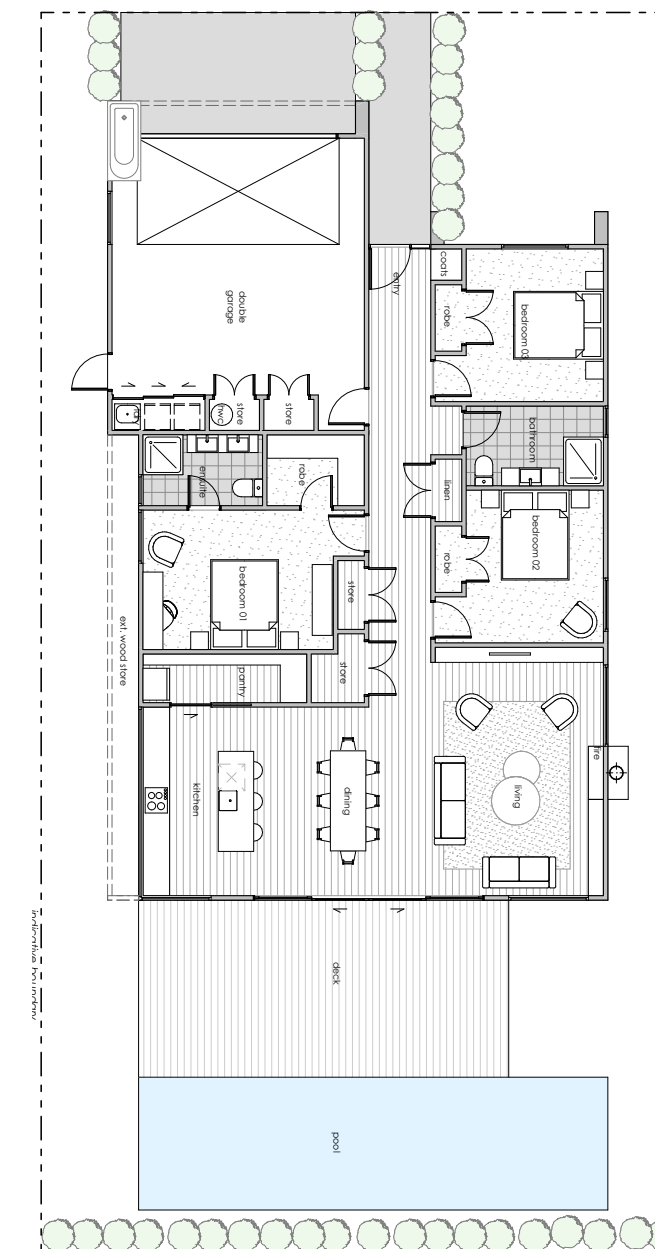 coats
entry
robe
bedroom 03
double
garage
store
hwc
store
bathroom
ensuite
robe
linen
bedroom 02
robe
bedroom 01
store
ext. wood store
store
pantry
fire
kitchen
dining
living
indicative boundary
deck
pool